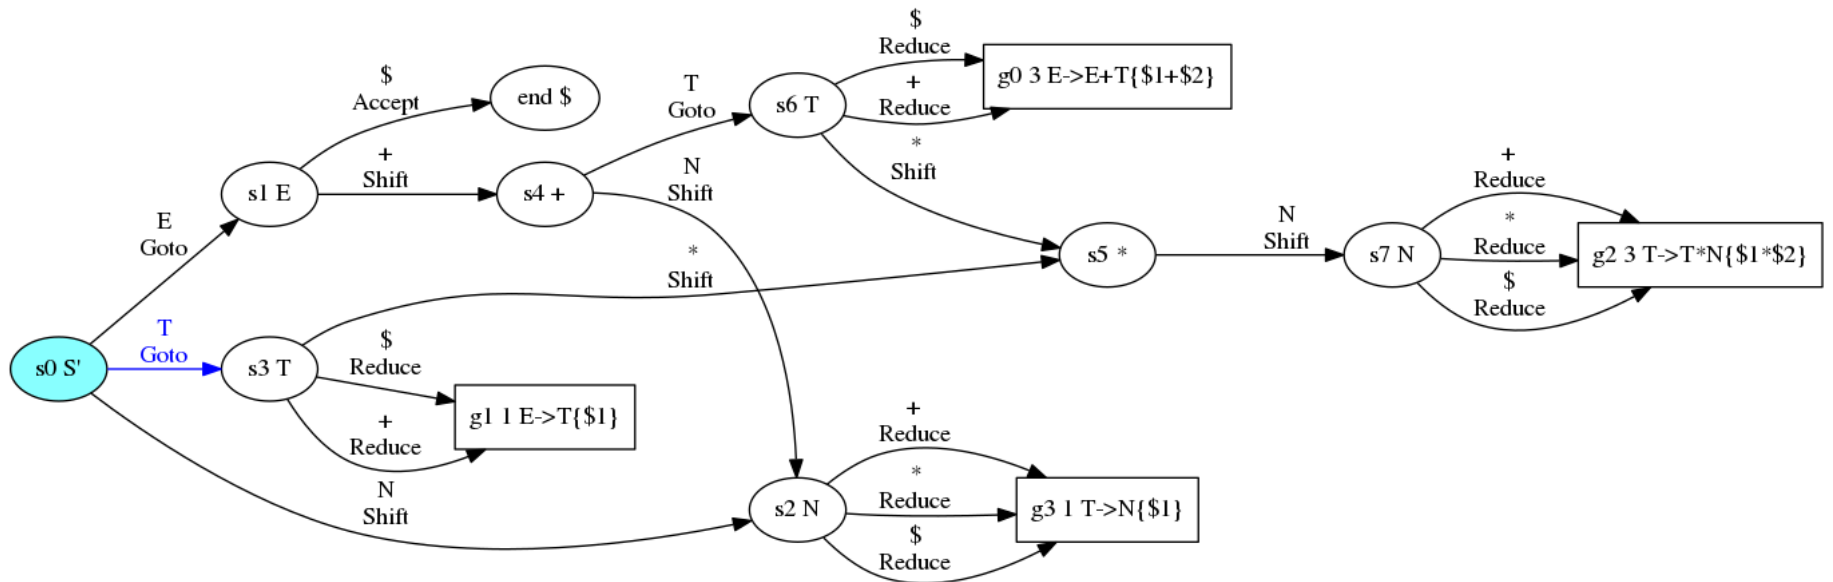 $
Reduce
g0 3 E->E+T{$1+$2}
+
Reduce
s6 T
*
Shift
$
Accept
end $
T
Goto
+
Shift
s1 E
s4 +
N
Shift
E
Goto
*
Shift
s5 *
N
Shift
s7 N
+
Reduce
*
Reduce
g2 3 T->T*N{$1*$2}
$
Reduce
s0 S'
T
Goto
s3 T
$
Reduce
g1 1 E->T{$1}
+
Reduce
N
Shift
s2 N
+
Reduce
*
Reduce
g3 1 T->N{$1}
$
Reduce